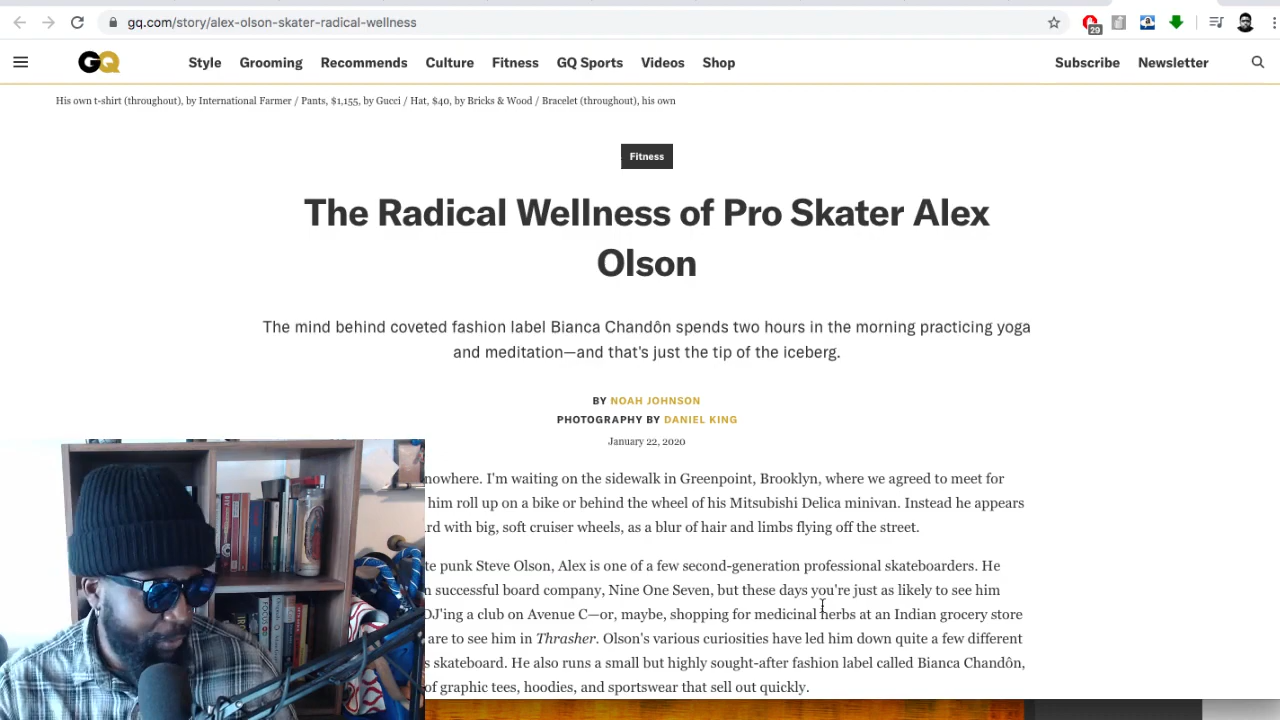 gq.com/story/alex-olson-skater-radical-wellness
29
GQ
Style Grooming Recommends Culture Fitness GQ Sports Videos Shop Subscribe Newsletter
His own t-shirt (throughout), by International Farmer / Pants, $1,155, by Gucci / Hat, $40, by Bricks & Wood / Bracelet (throughout), his own
Fitness
The Radical Wellness of Pro Skater Alex
Olson
The mind behind coveted fashion label Bianca Chandôn spends two hours in the morning practicing yoga
and meditation—and that's just the tip of the iceberg.
BY NOAH JOHNSON
PHOTOGRAPHY BY DANIEL KING
January 22, 2020
nowhere. I'm waiting on the sidewalk in Greenpoint, Brooklyn, where we agreed to meet for
him roll up on a bike or behind the wheel of his Mitsubishi Delica minivan. Instead he appears
rd with big, soft cruiser wheels, as a blur of hair and limbs flying off the street.
te punk Steve Olson, Alex is one of a few second-generation professional skateboarders. He
n successful board company, Nine One Seven, but these days you're just as likely to see him
DJ'ing a club on Avenue C—or, maybe, shopping for medicinal herbs at an Indian grocery store
are to see him in Thrasher. Olson's various curiosities have led him down quite a few different
s skateboard. He also runs a small but highly sought-after fashion label called Bianca Chandôn,
of graphic tees, hoodies, and sportswear that sell out quickly.